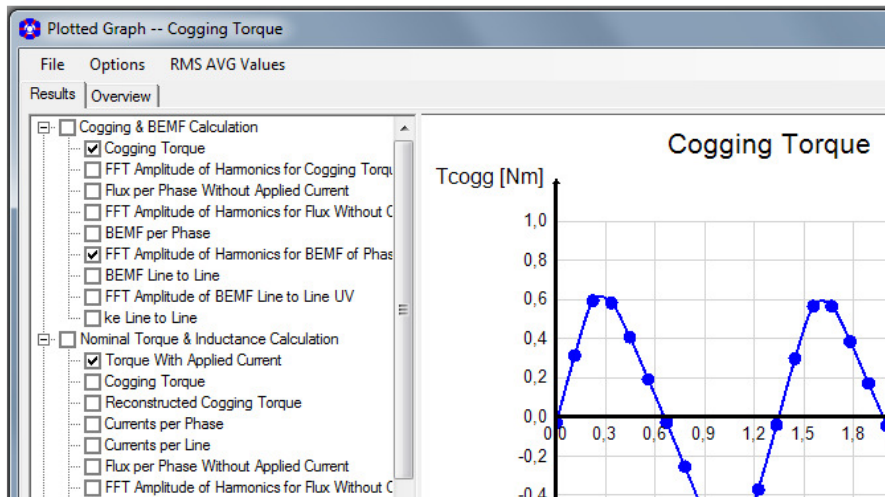 Plotted Graph -- Cogging Torque
File Options RMS AVG Values
Results Overview
Cogging & BEMF Calculation
Cogging Torque
FFT Amplitude of Harmonics for Cogging Torqu
Flux per Phase Without Applied Current
FFT Amplitude of Harmonics for Flux Without C
BEMF per Phase
FFT Amplitude of Harmonics for BEMF of Phas
BEMF Line to Line
FFT Amplitude of BEMF Line to Line UV
ke Line to Line
Nominal Torque & Inductance Calculation
Torque With Applied Current
Cogging Torque
Reconstructed Cogging Torque
Currents per Phase
Currents per Line
Flux per Phase Without Applied Current
FFT Amplitude of Harmonics for Flux Without C
Cogging Torque
Tcogg [Nm]
1,0
0,8
0,6
0,4
0,2
0,0
-0,2
-0,4
0,0 0,3 0,6 0,9 1,2 1,5 1,8